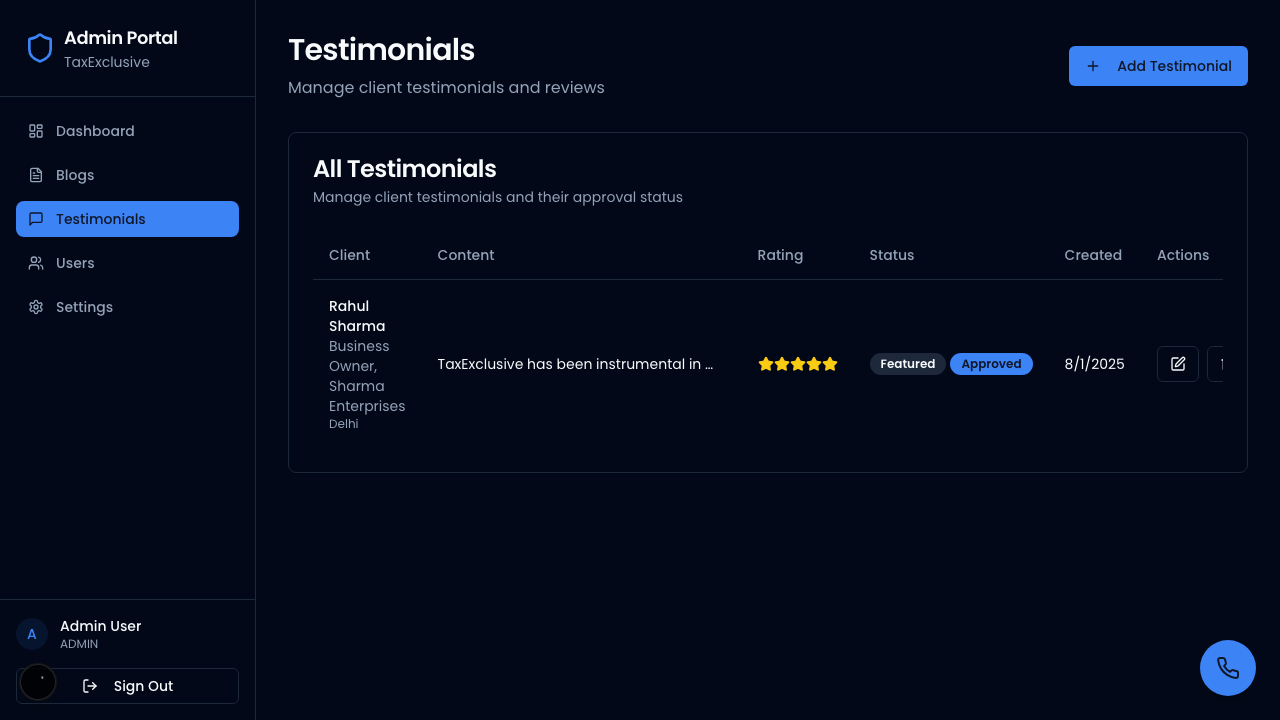 Admin Portal
TaxExclusive
Dashboard
Blogs
Testimonials
Users
Settings
A
Admin User
ADMIN
Sign Out
Testimonials
Manage client testimonials and reviews
Add Testimonial
All Testimonials
Manage client testimonials and their approval status
Client Content Rating Status Created Actions
Rahul
Sharma
Business
Owner,
Sharma
Enterprises
Delhi
TaxExclusive has been instrumental in ...
Featured Approved
8/1/2025